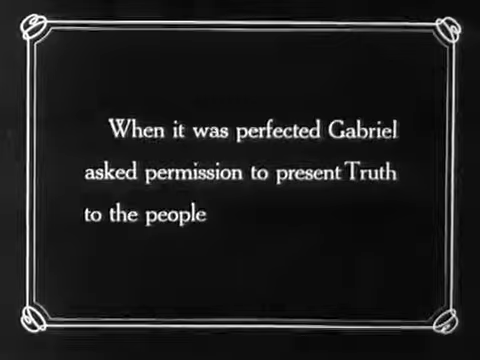 When it was perfected Gabriel
asked permission to present Truth
to the people